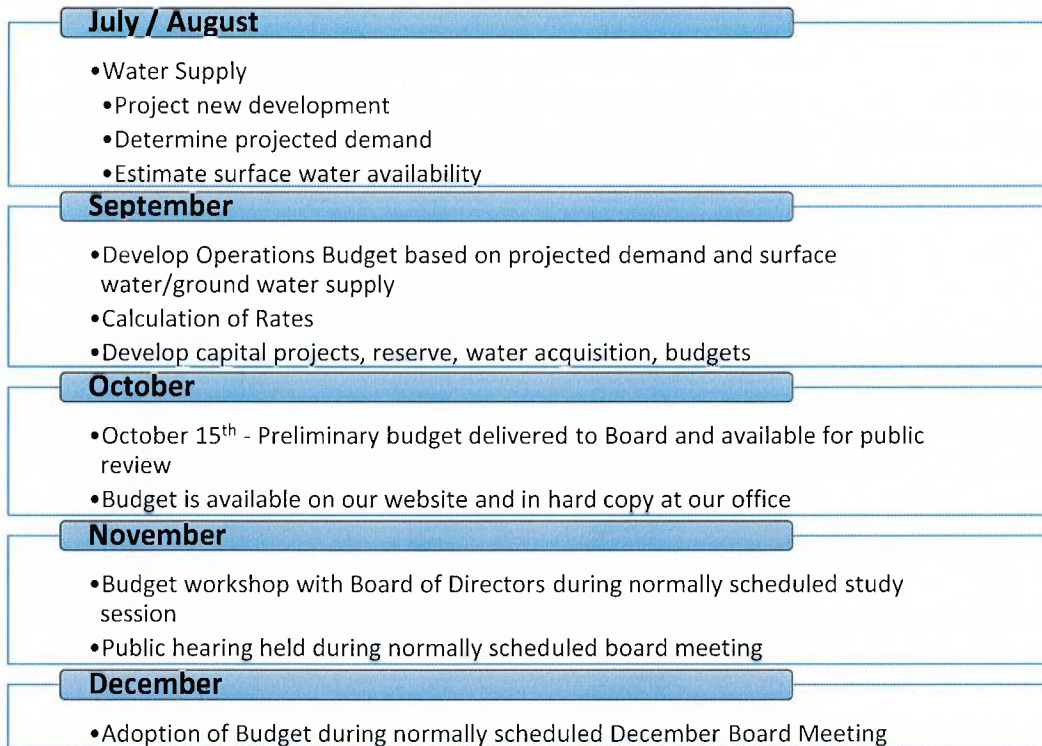 July / August
•Water Supply
•Project new development
•Determine projected demand
•Estimate surface water availability
September
•Develop Operations Budget based on projected demand and surface
water/ground water supply
•Calculation of Rates
•Develop capital projects, reserve, water acquisition, budgets
October
•October 15th - Preliminary budget delivered to Board and available for public
review
•Budget is available on our website and in hard copy at our office
November
•Budget workshop with Board of Directors during normally scheduled study
session
•Public hearing held during normally scheduled board meeting
December
•Adoption of Budget during normally scheduled December Board Meeting